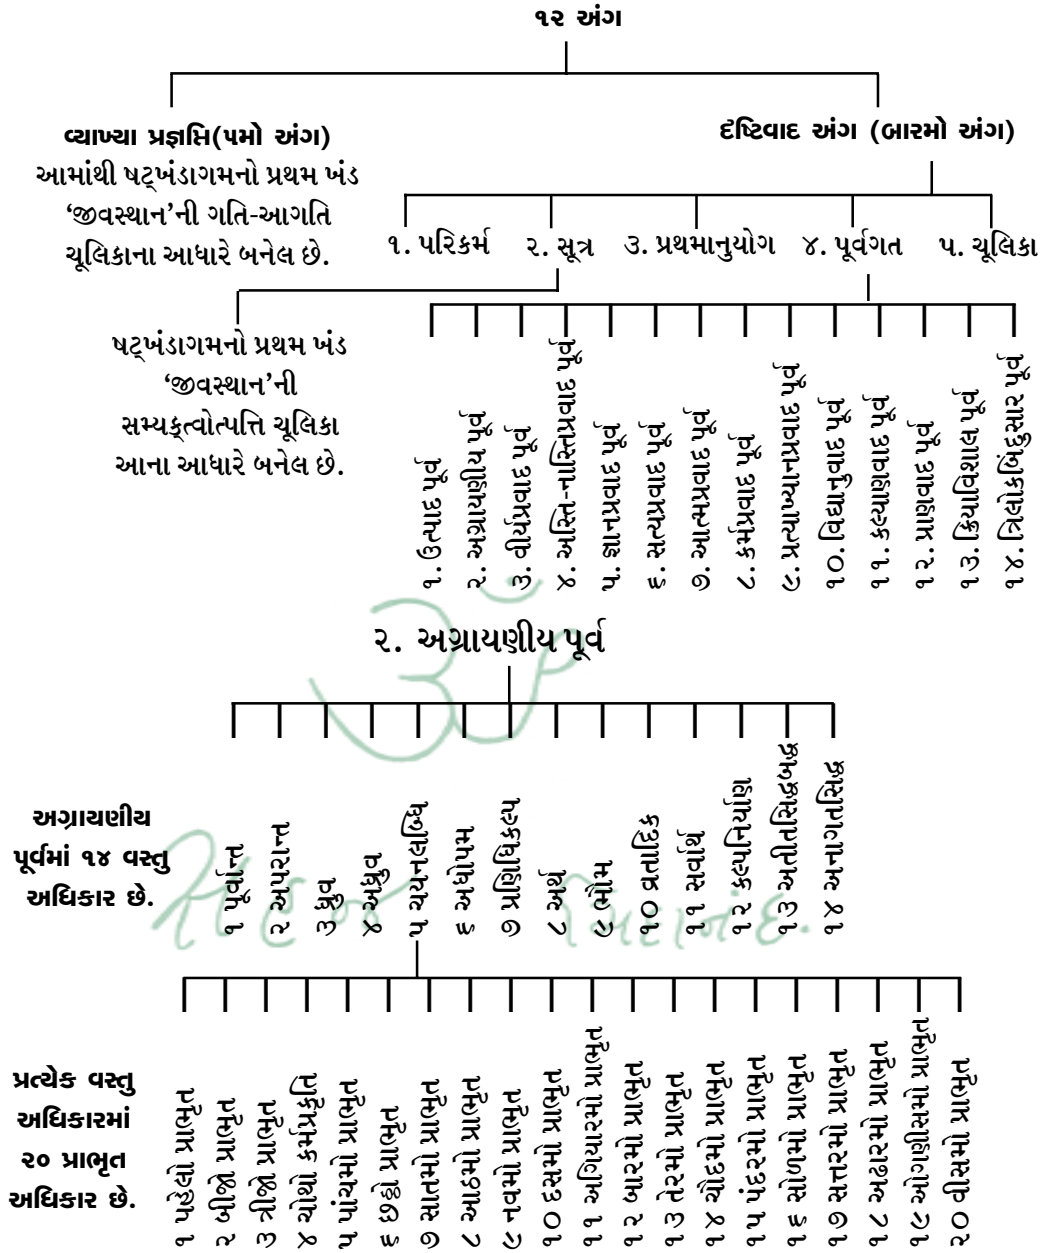 ૧૨ અંગ
વ્યાખ્યા પ્રજ્ઞપ્તિ(૫મો અંગ)
આમાંથી ષટ્ખંડાગમનો પ્રથમ ખંડ
‘જીવસ્થાન’ની ગતિ-આગતિ
ચૂલિકાના આધારે બનેલ છે.
દૃષ્ટિવાદ અંગ (બારમો અંગ)
૧. પરિકર્મ
૨. સૂત્ર
૩. પ્રથમાનુયોગ
૪. પૂર્વગત
૫. ચૂલિકા
ષટ્ખંડાગમનો પ્રથમ ખંડ
‘જીવસ્થાન’ની
સમ્યક્ત્વોત્પત્તિ ચૂલિકા
આના આધારે બનેલ છે.
૧. ઉત્પાદ પૂર્વ
૨. અગ્રાયણીય પૂર્વ
૩. વીર્યપ્રવાદ પૂર્વ
૪. અસ્તિ-નાસ્તિપ્રવાદ પૂર્વ
૫. જ્ઞાનપ્રવાદ પૂર્વ
૬. સત્યપ્રવાદ પૂર્વ
૭. આત્મપ્રવાદ પૂર્વ
૮. કર્મપ્રવાદ પૂર્વ
૯. પ્રત્યાખ્યાનપ્રવાદ પૂર્વ
૧૦. વિદ્યાનુવાદ પૂર્વ
૧૧. કલ્યાણવાદ પૂર્વ
૧૨. પ્રાણાવાદ પૂર્વ
૧૩. ક્રિયાવિશાલ પૂર્વ
૧૪. ત્રિલોકબિંદુસાર પૂર્વ
૨. અગ્રાયણીય પૂર્વ
અગ્રાયણીય
પૂર્વમાં ૧૪ વસ્તુ
અધિકાર છે.
૧ પૂર્વાન્ત
૨ અપરાન્ત
૩ ધ્રુવ
૪ અધ્રુવ
૫ ચયનલબ્ધિ
૬ અર્ધોપમ
૭ પ્રણિધિકલ્પ
૮ અર્થ
૯ ભૌમ
૧૦ વ્રતાદિક
૧૧ સર્વાર્થ
૧૨ કલ્પનિર્યાણ
૧૩ અતીતસિદ્ધબદ્ધ
૧૪ અનાગતસિદ્ધ
સહજ ચિદાનંદ.
પ્રત્યેક વસ્તુ
અધિકારમાં
૨૦ પ્રાભૃત
અધિકાર છે.
૧ પહેલો પ્રાભૃત
૨ બીજો પ્રાભૃત
૩ ત્રીજો પ્રાભૃત
૪ ચોથો કર્મપ્રકૃતિ
૫ પાંચમો પ્રાભૃત
૬ છઠ્ઠો પ્રાભૃત
૭ સાતમો પ્રાભૃત
૮ આઠમો પ્રાભૃત
૯ નવમો પ્રાભૃત
૧૦ દસમો પ્રાભૃત
૧૧ અગિયારમો પ્રાભૃત
૧૨ બારમો પ્રાભૃત
૧૩ તેરમો પ્રાભૃત
૧૪ ચૌદમો પ્રાભૃત
૧૫ પંદરમો પ્રાભૃત
૧૬ સોળમો પ્રાભૃત
૧૭ સત્તરમો પ્રાભૃત
૧૮ અઢારમો પ્રાભૃત
૧૯ ઓગણીસમો પ્રાભૃત
૨૦ વીસમો પ્રાભૃત